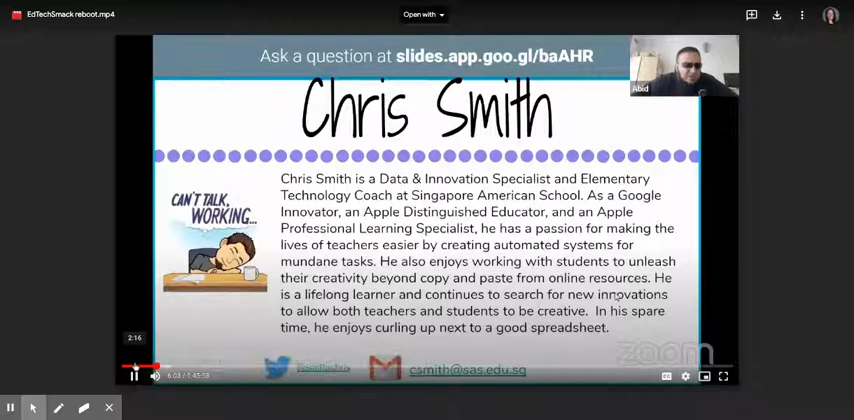 EdTechSmack reboot.mp4
Open with
Ask a question at slides.app.goo.gl/baAHR
Abid
Chris Smith
CAN'T TALK,
WORKING...
Chris Smith is a Data & Innovation Specialist and Elementary
Technology Coach at Singapore American School. As a Google
Innovator, an Apple Distinguished Educator, and an Apple
Professional Learning Specialist, he has a passion for making the
lives of teachers easier by creating automated systems for
mundane tasks. He also enjoys working with students to unleash
their creativity beyond copy and paste from online resources. He
is a lifelong learner and continues to search for new innovations
to allow both teachers and students to be creative. In his spare
time, he enjoys curling up next to a good spreadsheet.
2:16
zoom
csmith@sas.edu.sg
6:03 / 1:45:58
CC